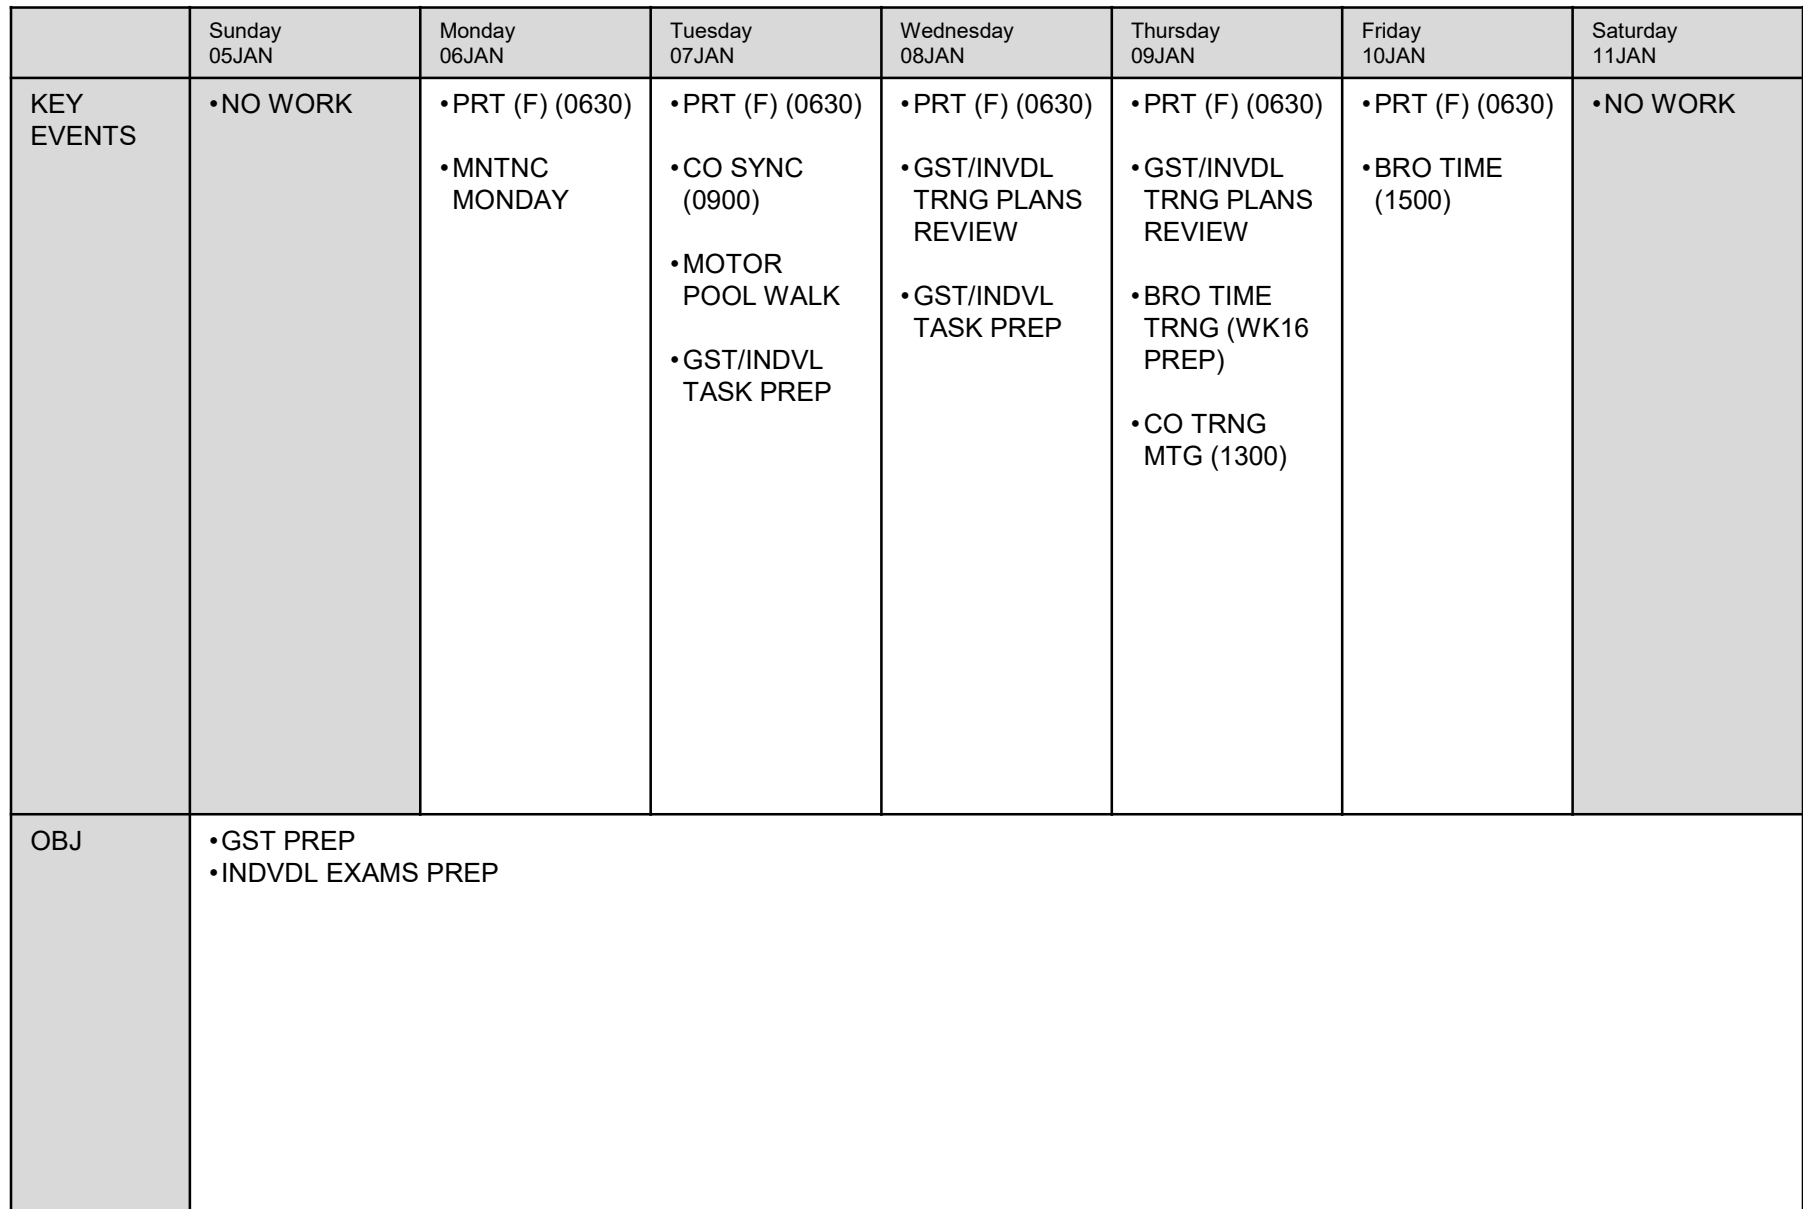 Sunday
05JAN
Monday
06JAN
Tuesday
07JAN
Wednesday
08JAN
Thursday
09JAN
Friday
10JAN
Saturday
11JAN
KEY
EVENTS
•NO WORK
•PRT (F) (0630)
•MNTNC
MONDAY
•PRT (F) (0630)
•CO SYNC
(0900)
•MOTOR
POOL WALK
•GST/INDVL
TASK PREP
•PRT (F) (0630)
•GST/INVDL
TRNG PLANS
REVIEW
•GST/INDVL
TASK PREP
•PRT (F) (0630)
•GST/INVDL
TRNG PLANS
REVIEW
•BRO TIME
TRNG (WK16
PREP)
•CO TRNG
MTG (1300)
•PRT (F) (0630)
•BRO TIME
(1500)
•NO WORK
OBJ
•GST PREP
•INDVDL EXAMS PREP